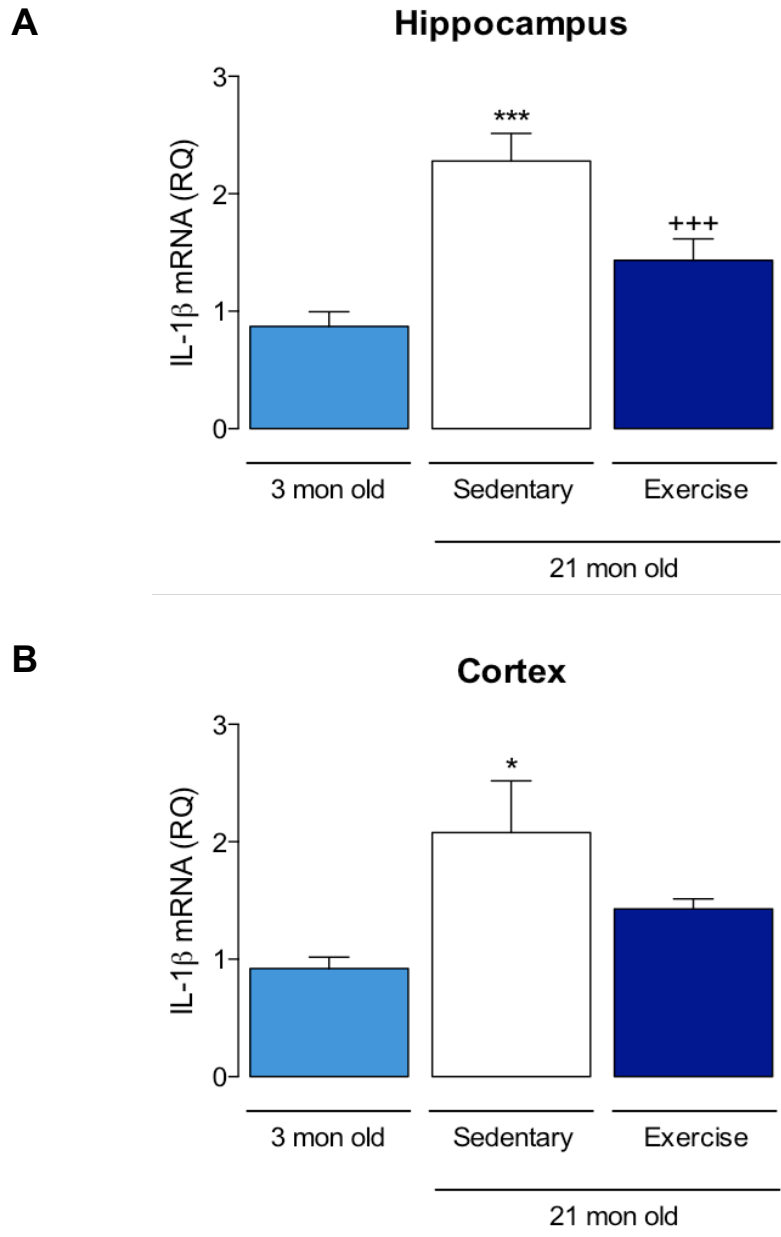 A
Hippocampus
3
***
IL-1β mRNA (RQ)
2
+++
1
0
3 mon old Sedentary Exercise
21 mon old
B
Cortex
3
*
IL-1β mRNA (RQ)
2
1
0
3 mon old Sedentary Exercise
21 mon old